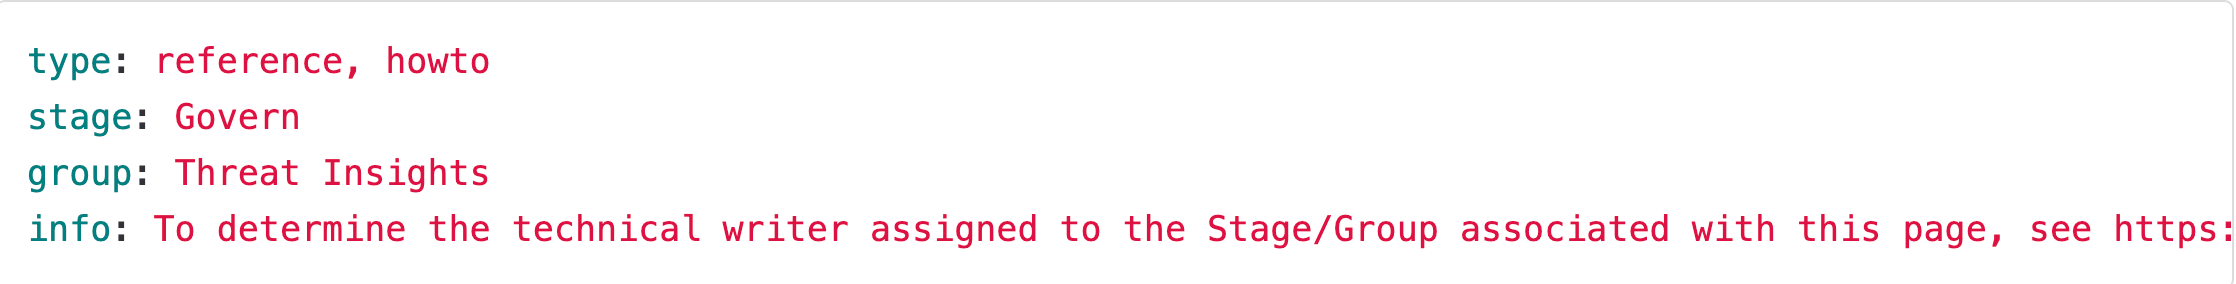 type: reference, howto
stage: Govern
group: Threat Insights
info: To determine the technical writer assigned to the Stage/Group associated with this page, see https: